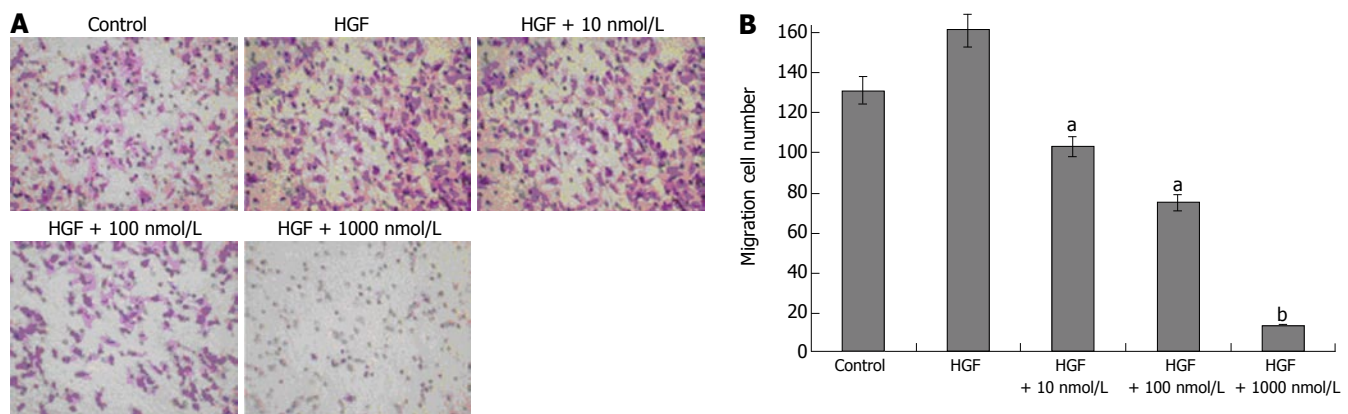 A
Control
HGF
HGF + 10 nmol/L
HGF + 100 nmol/L
HGF + 1000 nmol/L
B
Migration cell number
160
140
120
100
80
60
40
20
0
a
a
b
Control
HGF
HGF
+ 10 nmol/L
HGF
+ 100 nmol/L
HGF
+ 1000 nmol/L